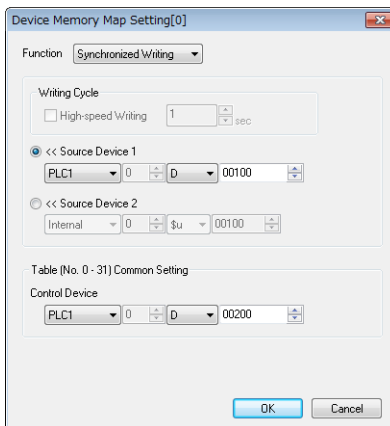 Device Memory Map Setting[0]
Function Synchronized Writing
Writing Cycle
High-speed Writing 1 sec
<< Source Device 1
PLC1 0 D 00100
<< Source Device 2
Internal 0 $u 00100
Table (No. 0 - 31) Common Setting
Control Device
PLC1 0 D 00200
OK Cancel